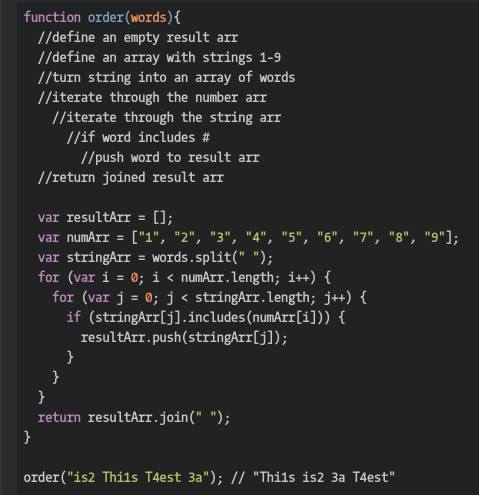 function order(words){
  //define an empty result arr
  //define an array with strings 1-9
  //turn string into an array of words
  //iterate through the number arr
    //iterate through the string arr
      //if word includes #
        //push word to result arr
  //return joined result arr

  var resultArr = [];
  var numArr = ["1", "2", "3", "4", "5", "6", "7", "8", "9"];
  var stringArr = words.split(" ");
  for (var i = 0; i < numArr.length; i++) {
    for (var j = 0; j < stringArr.length; j++) {
      if (stringArr[j].includes(numArr[i])) {
        resultArr.push(stringArr[j]);
      }
    }
  }
  return resultArr.join(" ");
}

order("is2 Thi1s T4est 3a"); // "Thi1s is2 3a T4est"